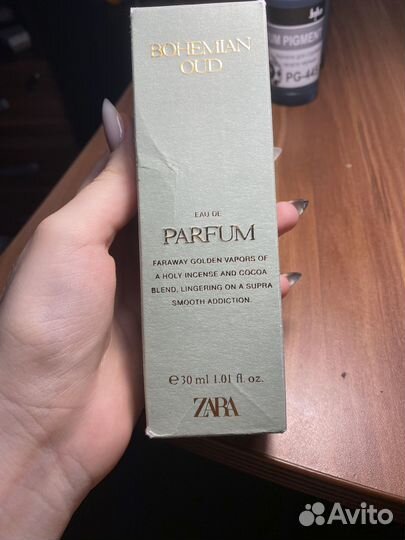 BOHEMIAN
OUD
EAU DE
PARFUM
FARAWAY GOLDEN VAPORS OF
A HOLY INCENSE AND COCOA
BLEND, LINGERING ON A SUPRA
SMOOTH ADDICTION.
℮30 ml 1.01 fl. oz.
ZARA
PIGMENT
PG-44
Avito